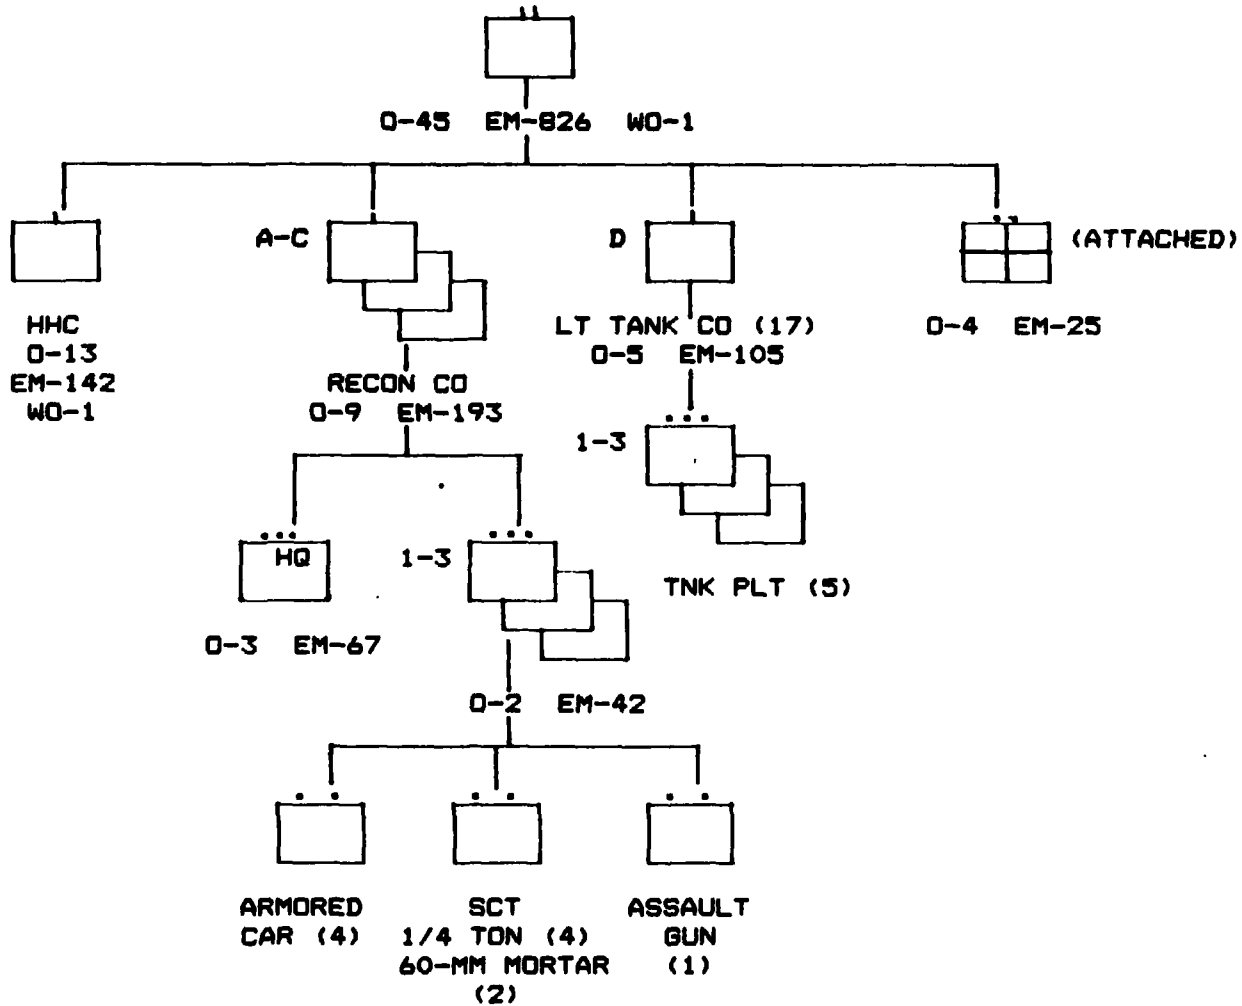 O-45 EM-826 WO-1
A-C
D
(ATTACHED)
HHC
O-13
EM-142
WO-1
RECON CO
O-9 EM-193
LT TANK CO (17)
O-5 EM-105
O-4 EM-25
1-3
TNK PLT (5)
HQ
O-3 EM-67
1-3
O-2 EM-42
ARMORED
CAR (4)
SCT
1/4 TON (4)
60-MM MORTAR
(2)
ASSAULT
GUN
(1)